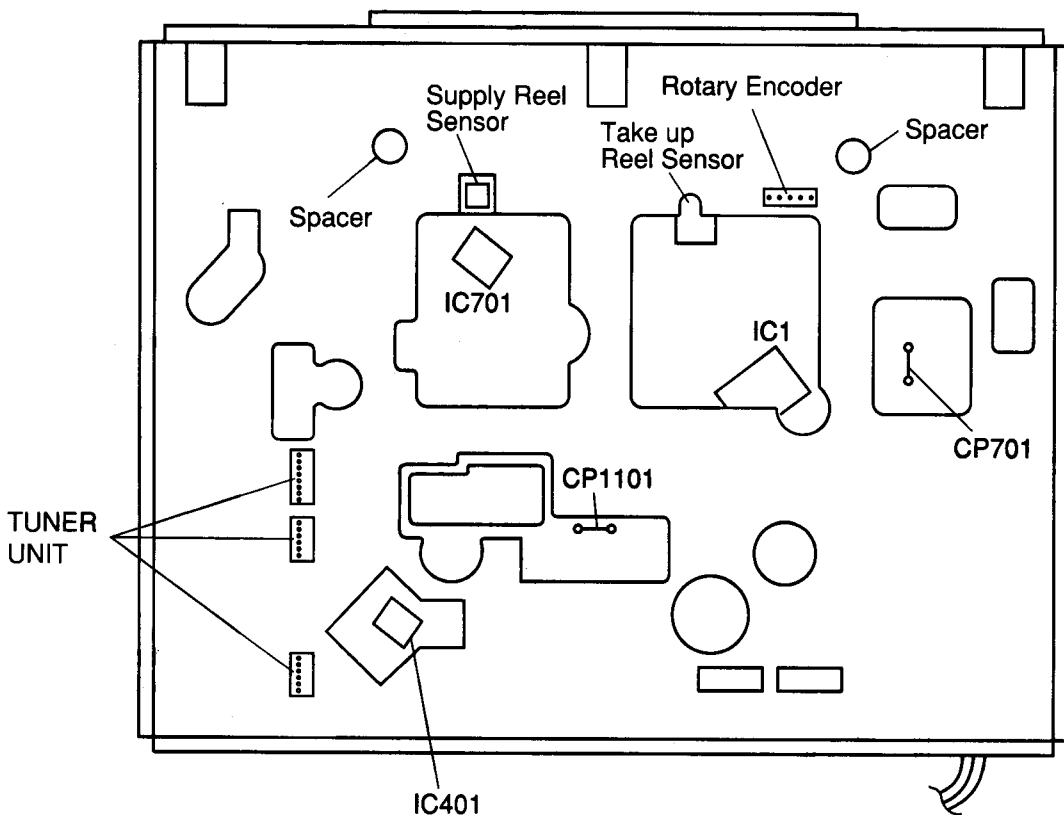 Supply Reel
Sensor
Rotary Encoder
Take up
Reel Sensor
Spacer
Spacer
IC701
IC1
CP701
CP1101
TUNER
UNIT
IC401